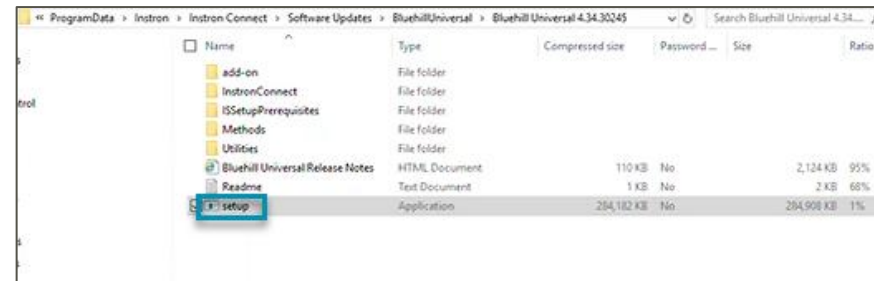 « ProgramData > Instron > Instron Connect > Software Updates > BluehillUniversal > Bluehill Universal 4.34.30245 Search Bluehill Universal 4.34....
Name Type Compressed size Password ... Size Ratio
add-on File folder
InstronConnect File folder
ISSetupPrerequisites File folder
Methods File folder
Utilities File folder
Bluehill Universal Release Notes HTML Document 110 KB No 2,124 KB 95%
Readme Text Document 1 KB No 2 KB 68%
setup Application 284,182 KB No 284,908 KB 1%
trol